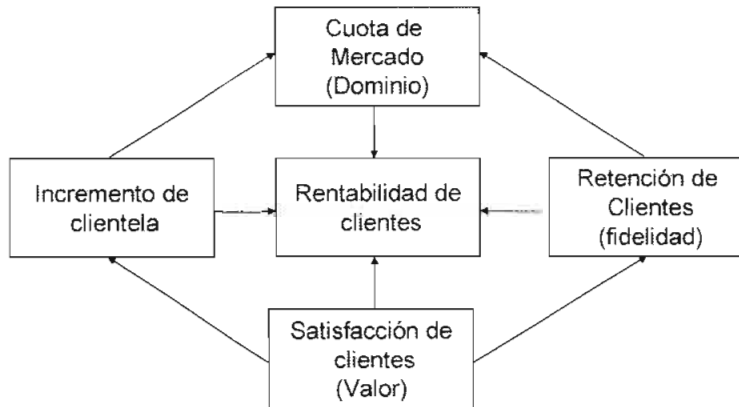 Cuota de
Mercado
(Dominio)
Incremento de
clientela
Rentabilidad de
clientes
Retención de
Clientes
(fidelidad)
Satisfacción de
clientes
(Valor)